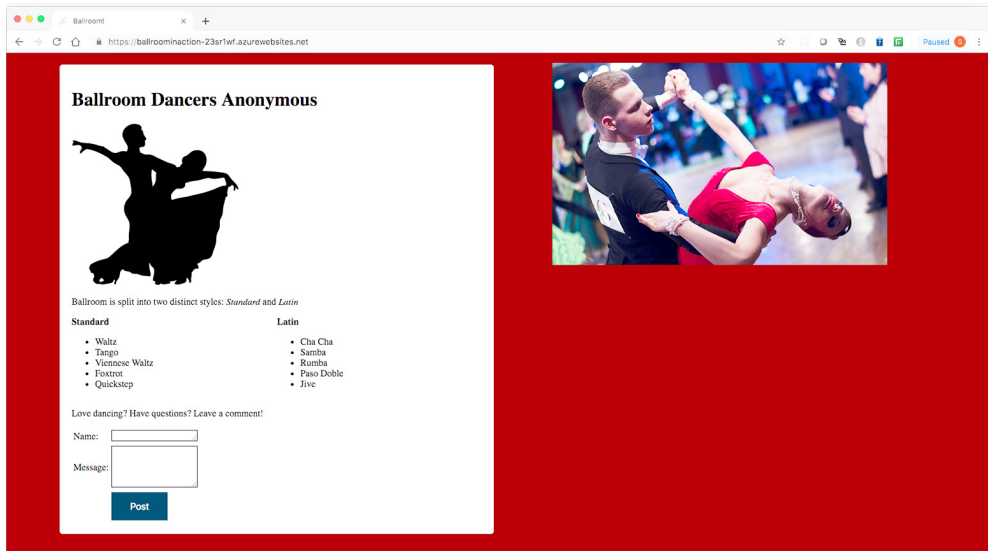 Ballroom!
https://ballroominaction-23sr1wf.azurewebsites.net
Paused
S
Ballroom Dancers Anonymous
Ballroom is split into two distinct styles: Standard and Latin
Standard
Waltz
Tango
Viennese Waltz
Foxtrot
Quickstep
Latin
Cha Cha
Samba
Rumba
Paso Doble
Jive
Love dancing? Have questions? Leave a comment!
Name:
Message:
Post